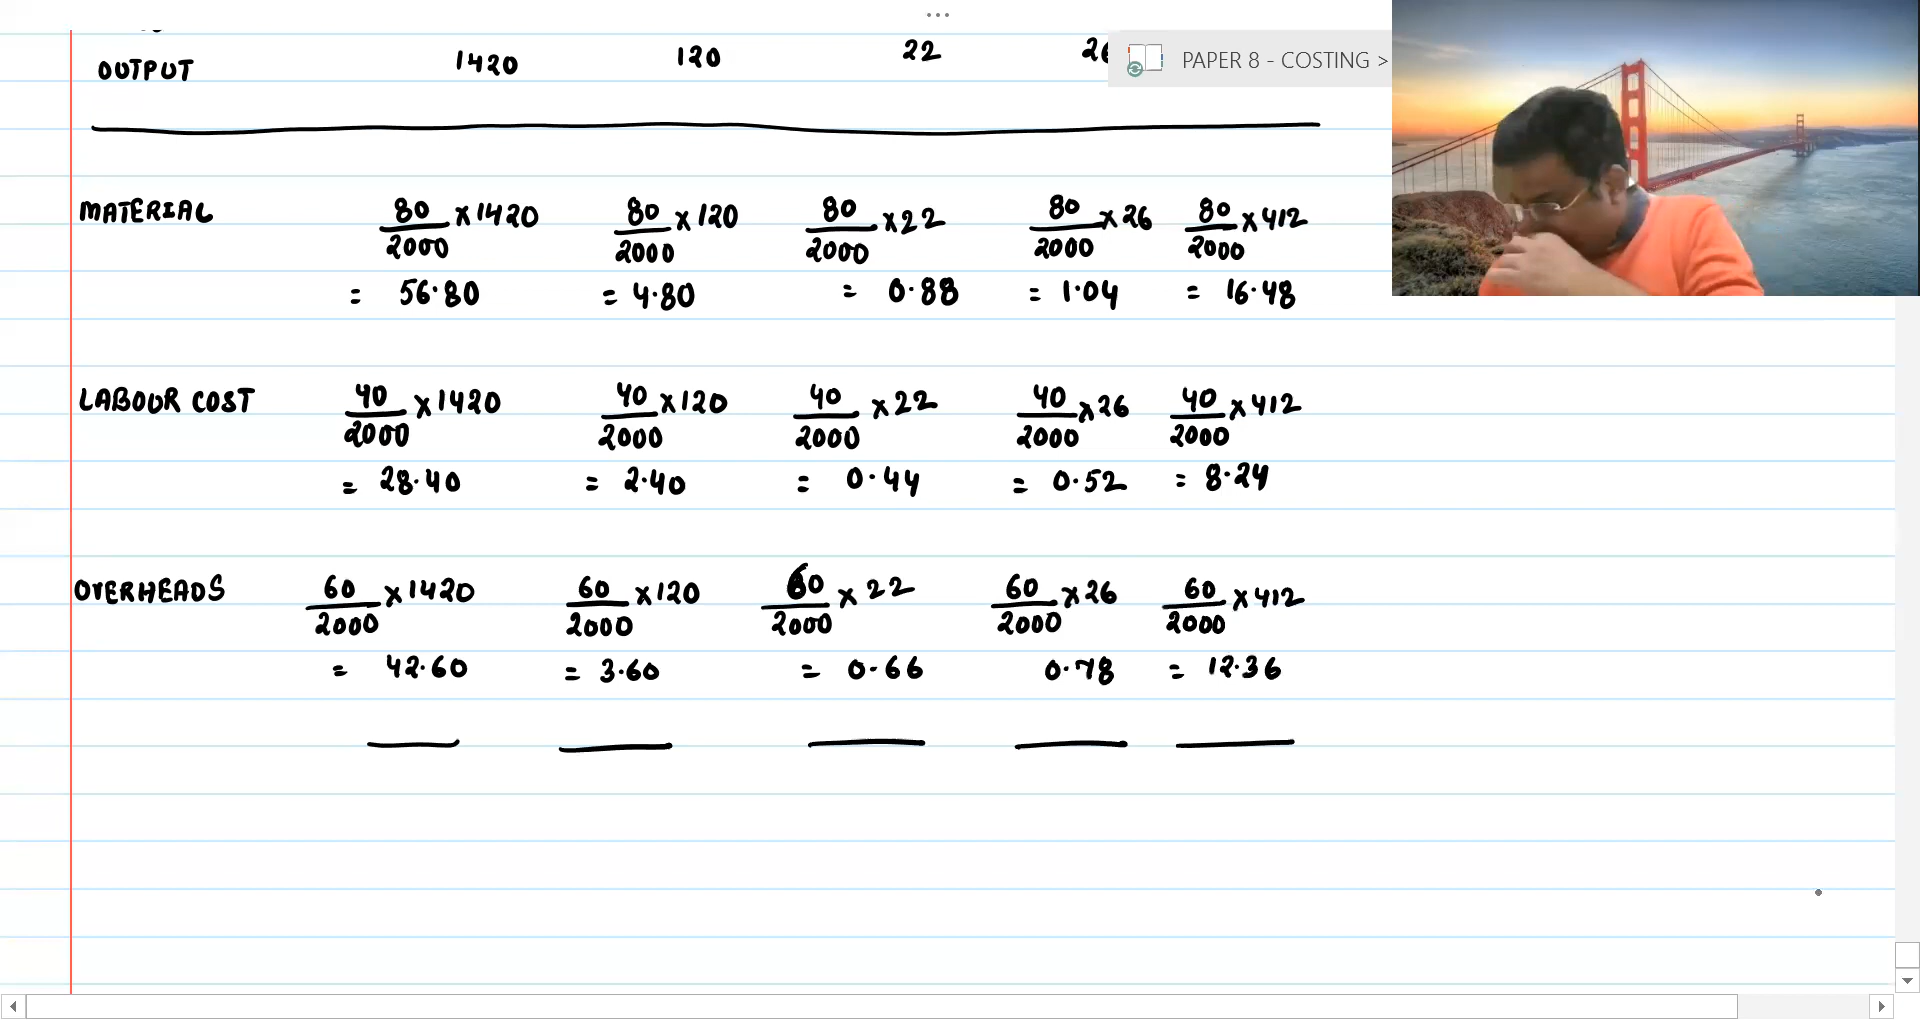 OUTPUT 1420 120 22 26
PAPER 8 - COSTING >
MATERIAL 80/2000 x 1420 80/2000 x 120 80/2000 x 22 80/2000 x 26 80/2000 x 412
= 56.80 = 4.80 = 0.88 = 1.04 = 16.48
LABOUR COST 40/2000 x 1420 40/2000 x 120 40/2000 x 22 40/2000 x 26 40/2000 x 412
= 28.40 = 2.40 = 0.44 = 0.52 = 8.24
OVERHEADS 60/2000 x 1420 60/2000 x 120 60/2000 x 22 60/2000 x 26 60/2000 x 412
= 42.60 = 3.60 = 0.66 0.78 = 12.36